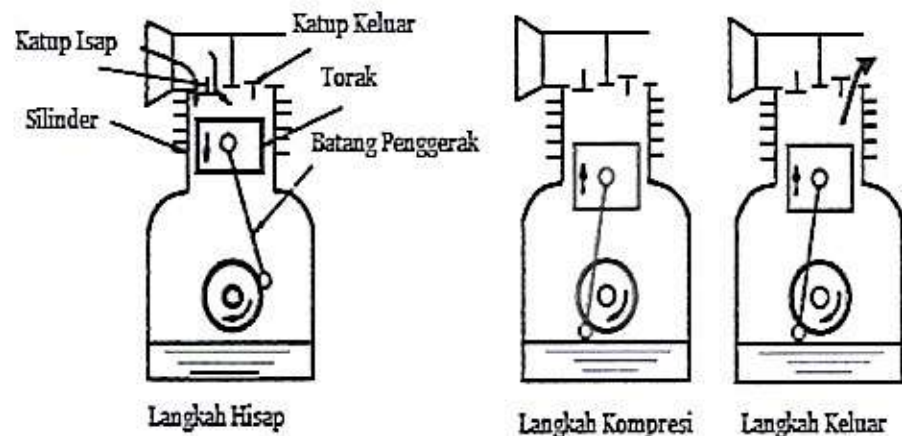 Katup Isap
Katup Keluar
Torak
Silinder
Batang Penggerak
Langkah Hisap
Langkah Kompresi
Langkah Keluar